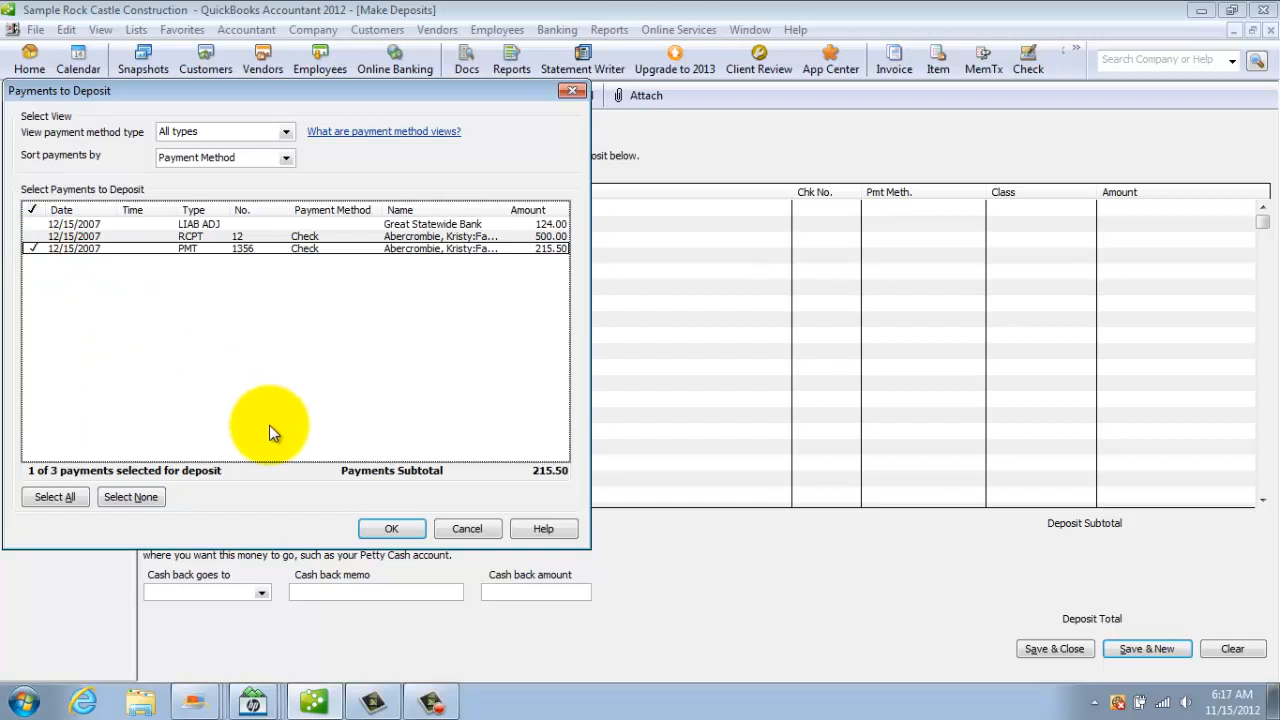 Sample Rock Castle Construction - QuickBooks Accountant 2012 - [Make Deposits]
File Edit View Lists Favorites Accountant Company Customers Vendors Employees Banking Reports Online Services Window Help
Home Calendar Snapshots Customers Vendors Employees Online Banking Docs Reports Statement Writer Upgrade to 2013 Client Review App Center Invoice Item MemTx Check Search Company or Help
Payments to Deposit
Attach
Select View
View payment method type All types What are payment method views?
Sort payments by Payment Method
osit below.
Select Payments to Deposit
Chk No. Pmt Meth. Class Amount
Date Time Type No. Payment Method Name Amount
12/15/2007 LIAB ADJ Great Statewide Bank 124.00
12/15/2007 RCPT 12 Check Abercrombie, Kristy:Fa... 500.00
12/15/2007 PMT 1356 Check Abercrombie, Kristy:Fa... 215.50
1 of 3 payments selected for deposit Payments Subtotal 215.50
Select All Select None
OK Cancel Help
Deposit Subtotal
where you want this money to go, such as your Petty Cash account.
Cash back goes to Cash back memo Cash back amount
Deposit Total
Save & Close Save & New Clear
6:17 AM
11/15/2012